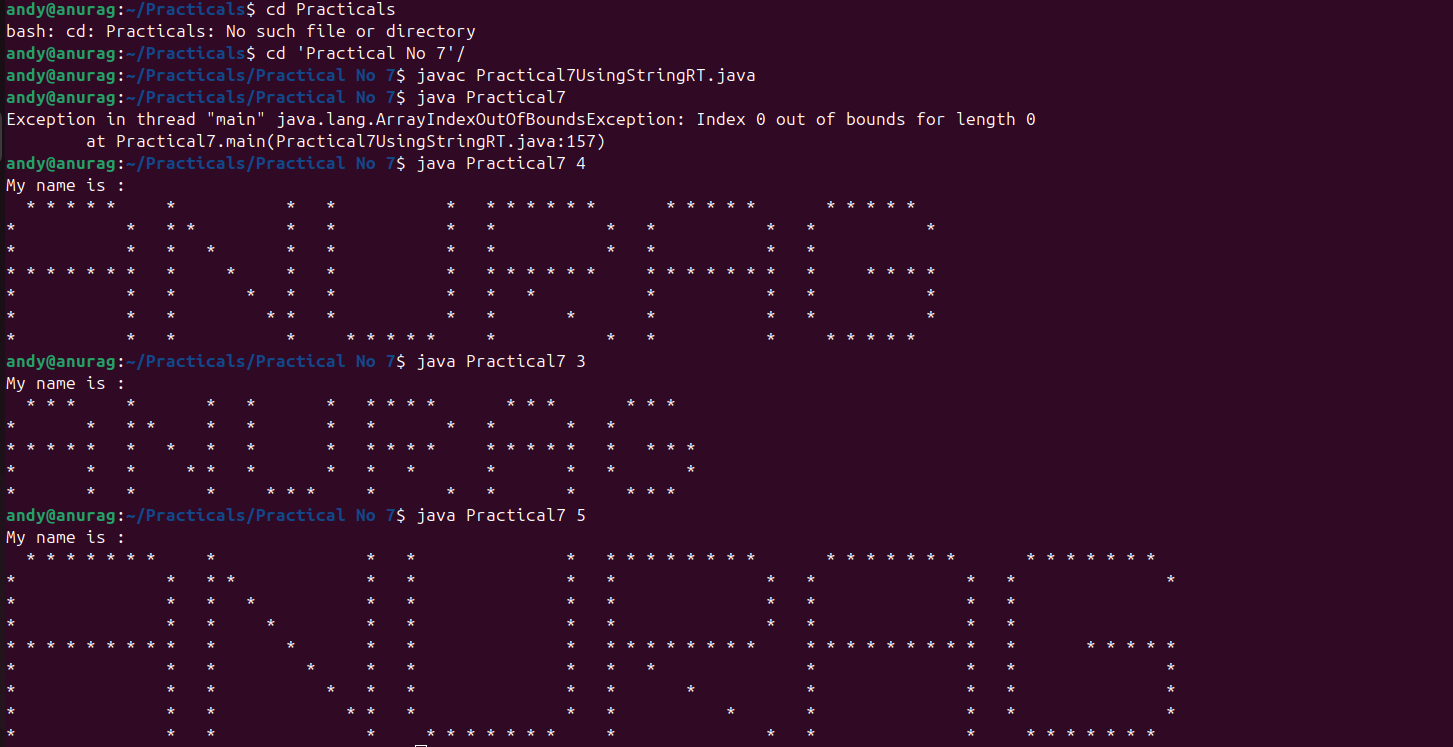 andy@anurag:~/Practicals$ cd Practicals
bash: cd: Practicals: No such file or directory
andy@anurag:~/Practicals$ cd 'Practical No 7'/
andy@anurag:~/Practicals/Practical No 7$ javac Practical7UsingStringRT.java
andy@anurag:~/Practicals/Practical No 7$ java Practical7
Exception in thread "main" java.lang.ArrayIndexOutOfBoundsException: Index 0 out of bounds for length 0
        at Practical7.main(Practical7UsingStringRT.java:157)
andy@anurag:~/Practicals/Practical No 7$ java Practical7 4
My name is :
  * * * * *     *           *   *           *   * * * * * *       * * * * *       * * * * *
*           *   * *         *   *           *   *           *   *           *   *           *
*           *   *   *       *   *           *   *           *   *           *   *
* * * * * * *   *     *     *   *           *   * * * * * *     * * * * * * *   *     * * * *
*           *   *       *   *   *           *   *   *           *           *   *           *
*           *   *         * *   *           *   *       *       *           *   *           *
*           *   *           *     * * * * *     *           *   *           *     * * * * *
andy@anurag:~/Practicals/Practical No 7$ java Practical7 3
My name is :
  * * *     *       *   *       *   * * * *       * * *       * * *
*       *   * *     *   *       *   *       *   *       *   *
* * * * *   *   *   *   *       *   * * * *     * * * * *   *   * * *
*       *   *     * *   *       *   *   *       *       *   *       *
*       *   *       *     * * *     *       *   *       *     * * *
andy@anurag:~/Practicals/Practical No 7$ java Practical7 5
My name is :
  * * * * * * *     *               *   *               *   * * * * * * * *       * * * * * * *       * * * * * * *
*               *   * *             *   *               *   *               *   *               *   *               *
*               *   *   *           *   *               *   *               *   *               *   *
*               *   *     *         *   *               *   *               *   *               *   *
* * * * * * * * *   *       *       *   *               *   * * * * * * * *     * * * * * * * * *   *       * * * * *
*               *   *         *     *   *               *   *   *               *               *   *               *
*               *   *           *   *   *               *   *       *           *               *   *               *
*               *   *             * *   *               *   *           *       *               *   *               *
*               *   *               *     * * * * * * *     *               *   *               *     * * * * * * *